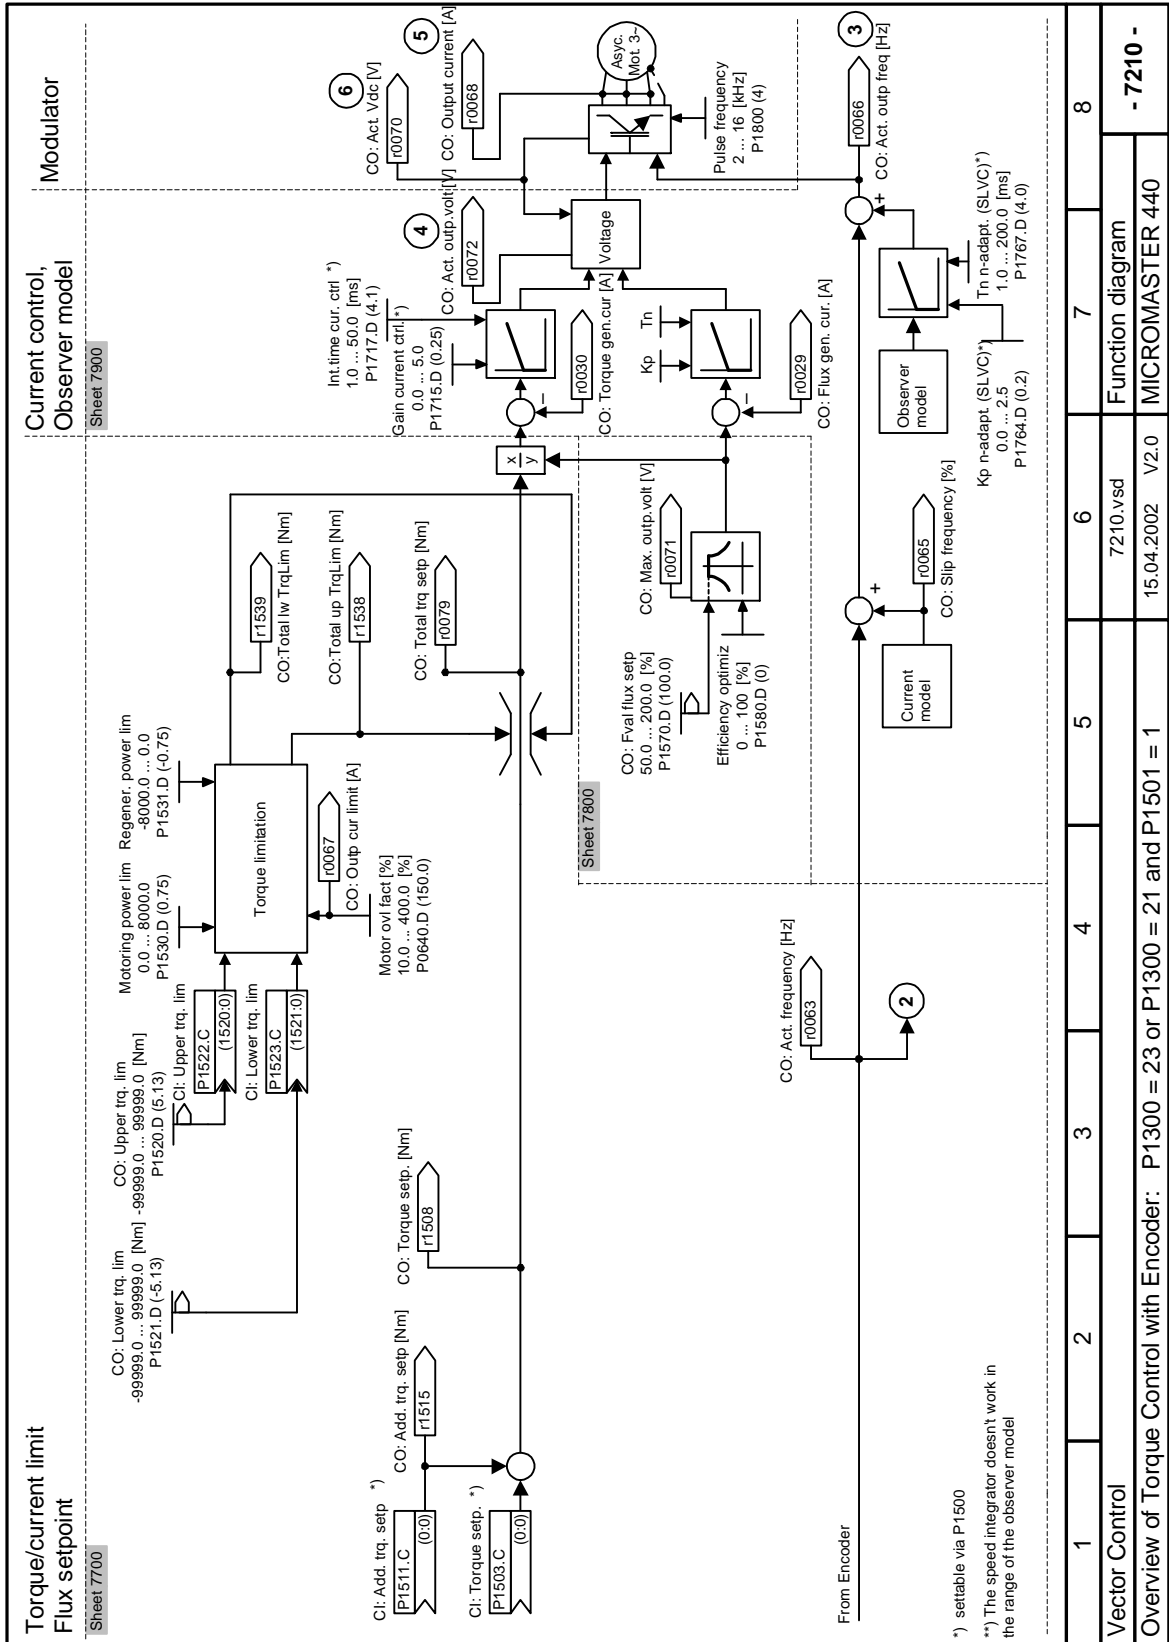 Torque/current limit
Flux setpoint
Sheet 7700
Current control,
Observer model
Sheet 7900
Modulator
CO: Lower trq. lim
-99999.0 ... 99999.0 [Nm]
P1521.D (-5.13)
CO: Upper trq. lim
-99999.0 ... 99999.0 [Nm]
P1520.D (5.13)
CI: Upper trq. lim
P1522.C
(1520:0)
CI: Lower trq. lim
P1523.C
(1521:0)
Motoring power lim
0.0 ... 8000.0
P1530.D (0.75)
Regener. power lim
-8000.0 ... 0.0
P1531.D (-0.75)
Torque limitation
r0067
CO: Outp cur limit [A]
Motor ovl fact [%]
10.0 ... 400.0 [%]
P0640.D (150.0)
r1539
CO:Total lw TrqLim [Nm]
r1538
CO:Total up TrqLim [Nm]
CO: Total trq setp [Nm]
r0079
CI: Add. trq. setp *)
P1511.C
(0:0)
CO: Add. trq. setp [Nm]
r1515
CI: Torque setp. *)
P1503.C
(0:0)
CO: Torque setp. [Nm]
r1508
x
y
Int.time cur. ctrl *)
1.0 ... 50.0 [ms]
P1717.D (4.1)
Gain current ctrl. *)
0.0 ... 5.0
P1715.D (0.25)
–
r0030
CO: Torque gen.cur [A]
Kp
Tn
–
r0029
CO: Flux gen. cur. [A]
Voltage
4
CO: Act. outp.volt[V]
r0072
6
CO: Act. Vdc [V]
r0070
5
CO: Output current [A]
r0068
Asyc.
Mot. 3~
Pulse frequency
2 ... 16 [kHz]
P1800 (4)
Sheet 7800
CO: Fval flux setp
50.0 ... 200.0 [%]
P1570.D (100.0)
Efficiency optimiz
0 ... 100 [%]
P1580.D (0)
CO: Max. outp.volt [V]
r0071
From Encoder
CO: Act. frequency [Hz]
r0063
2
Current
model
+
r0065
CO: Slip frequency [%]
Observer
model
Kp n-adapt. (SLVC)*)
0.0 ... 2.5
P1764.D (0.2)
Tn n-adapt. (SLVC)*)
1.0 ... 200.0 [ms]
P1767.D (4.0)
+
3
r0066
CO: Act. outp freq [Hz]
*) settable via P1500
**) The speed integrator doesn't work in
the range of the observer model
1 2 3 4 5 6 7 8
Vector Control
7210.vsd
Function diagram
- 7210 -
Overview of Torque Control with Encoder: P1300 = 23 or P1300 = 21 and P1501 = 1
15.04.2002 V2.0
MICROMASTER 440